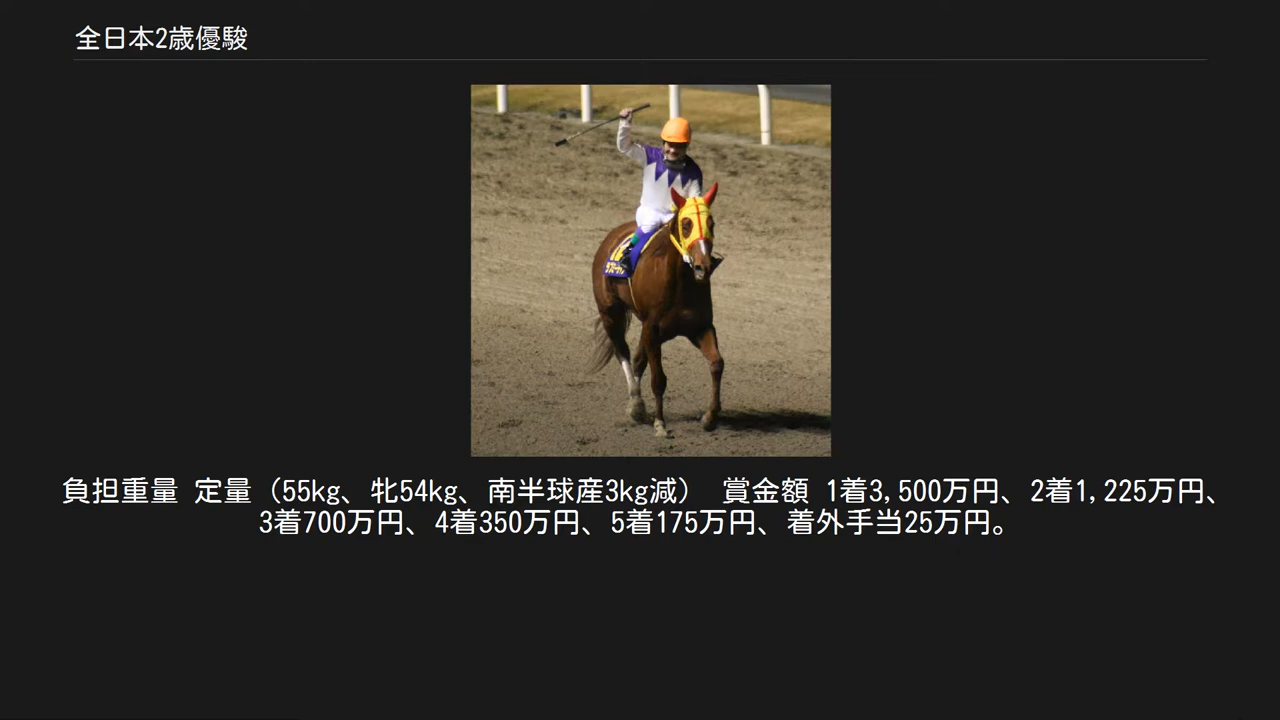 全日本2歳優駿
負担重量 定量（55kg、牝54kg、南半球産3kg減） 賞金額 1着3,500万円、2着1,225万円、
3着700万円、4着350万円、5着175万円、着外手当25万円。